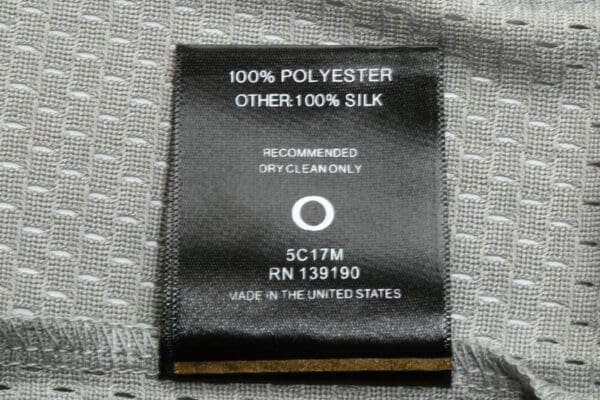 100% POLYESTER
OTHER:100% SILK
RECOMMENDED
DRY CLEAN ONLY
O
5C17M
RN 139190
MADE IN THE UNITED STATES